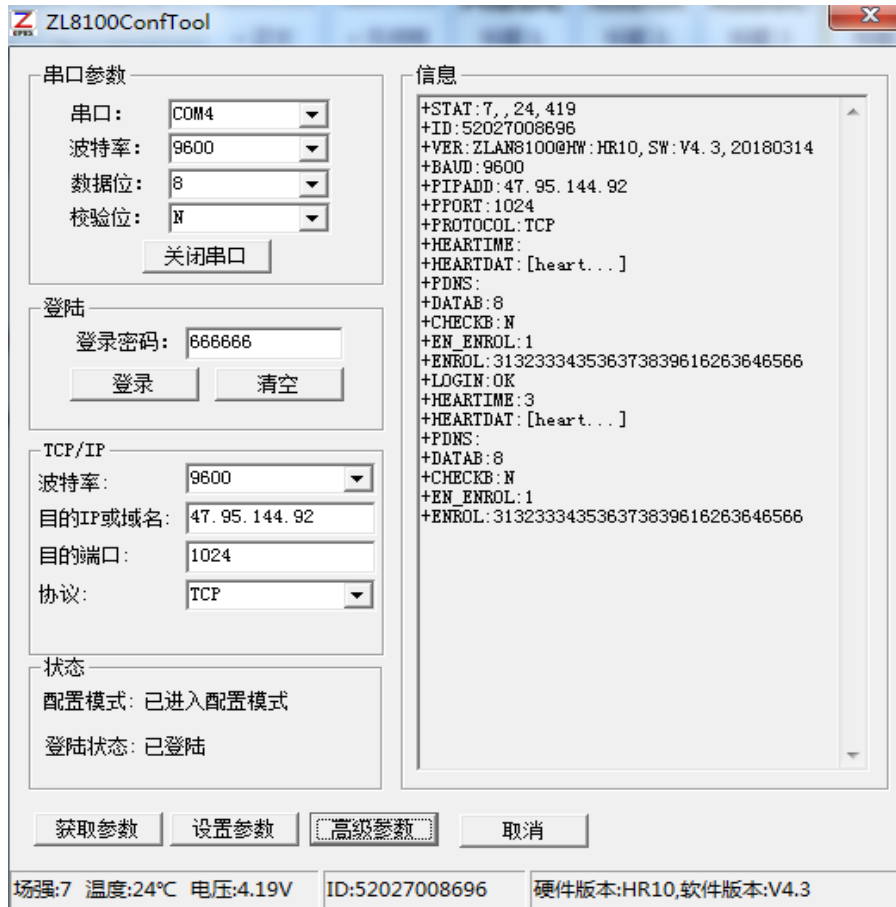 ZL8100ConfTool
串口参数
串口: COM4
波特率: 9600
数据位: 8
校验位: N
关闭串口
登陆
登录密码: 666666
登录 清空
TCP/IP
波特率: 9600
目的IP或域名: 47.95.144.92
目的端口: 1024
协议: TCP
状态
配置模式: 已进入配置模式
登陆状态: 已登陆
信息
+STAT:7,,24,419
+ID:52027008696
+VER:ZLAN8100@HW:HR10,SW:V4.3,20180314
+BAUD:9600
+PIPADD:47.95.144.92
+PPORT:1024
+PROTOCOL:TCP
+HEARTIME:
+HEARTDAT:[heart...]
+PDNS:
+DATAB:8
+CHECKB:N
+EN_ENROL:1
+ENROL:313233343536373839616263646566
+LOGIN:OK
+HEARTIME:3
+HEARTDAT:[heart...]
+PDNS:
+DATAB:8
+CHECKB:N
+EN_ENROL:1
+ENROL:313233343536373839616263646566
获取参数 设置参数 高级参数 取消
场强:7 温度:24℃ 电压:4.19V ID:52027008696 硬件版本:HR10,软件版本:V4.3